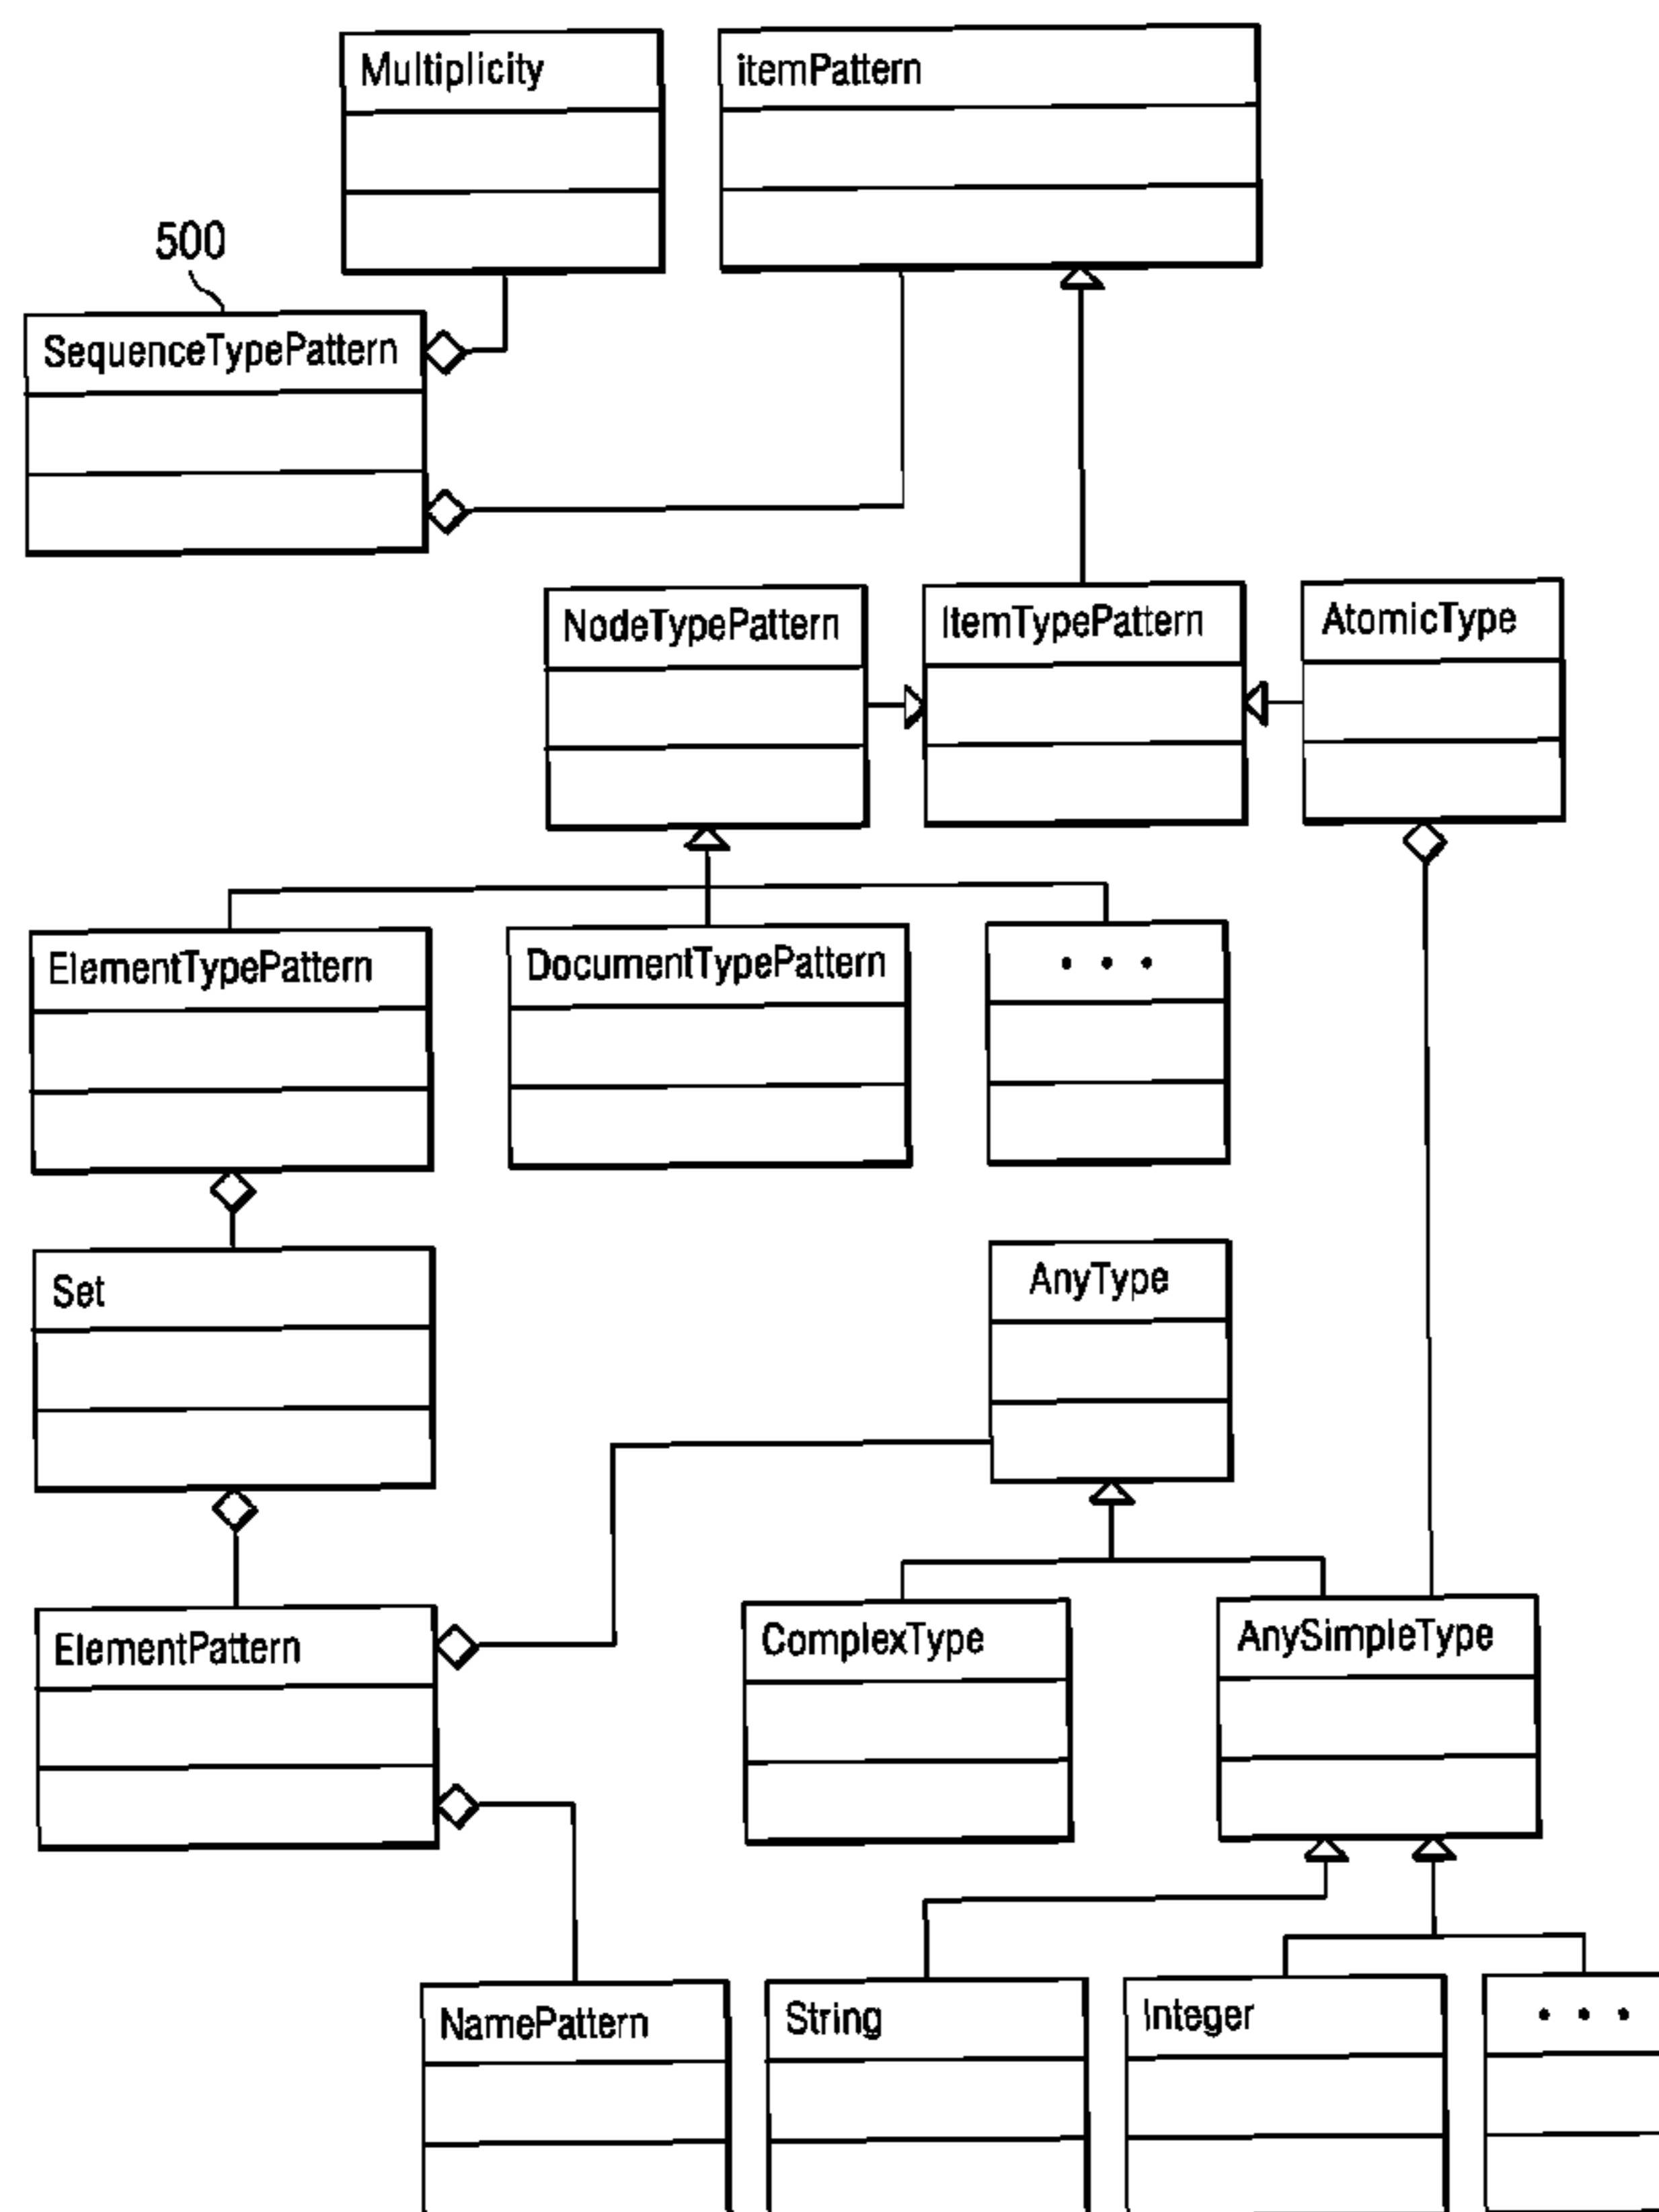 Multiplicity
itemPattern
500
SequenceTypePattern
NodeTypePattern
ItemTypePattern
AtomicType
ElementTypePattern
DocumentTypePattern
• • •
Set
AnyType
ElementPattern
ComplexType
AnySimpleType
NamePattern
String
Integer
• • •